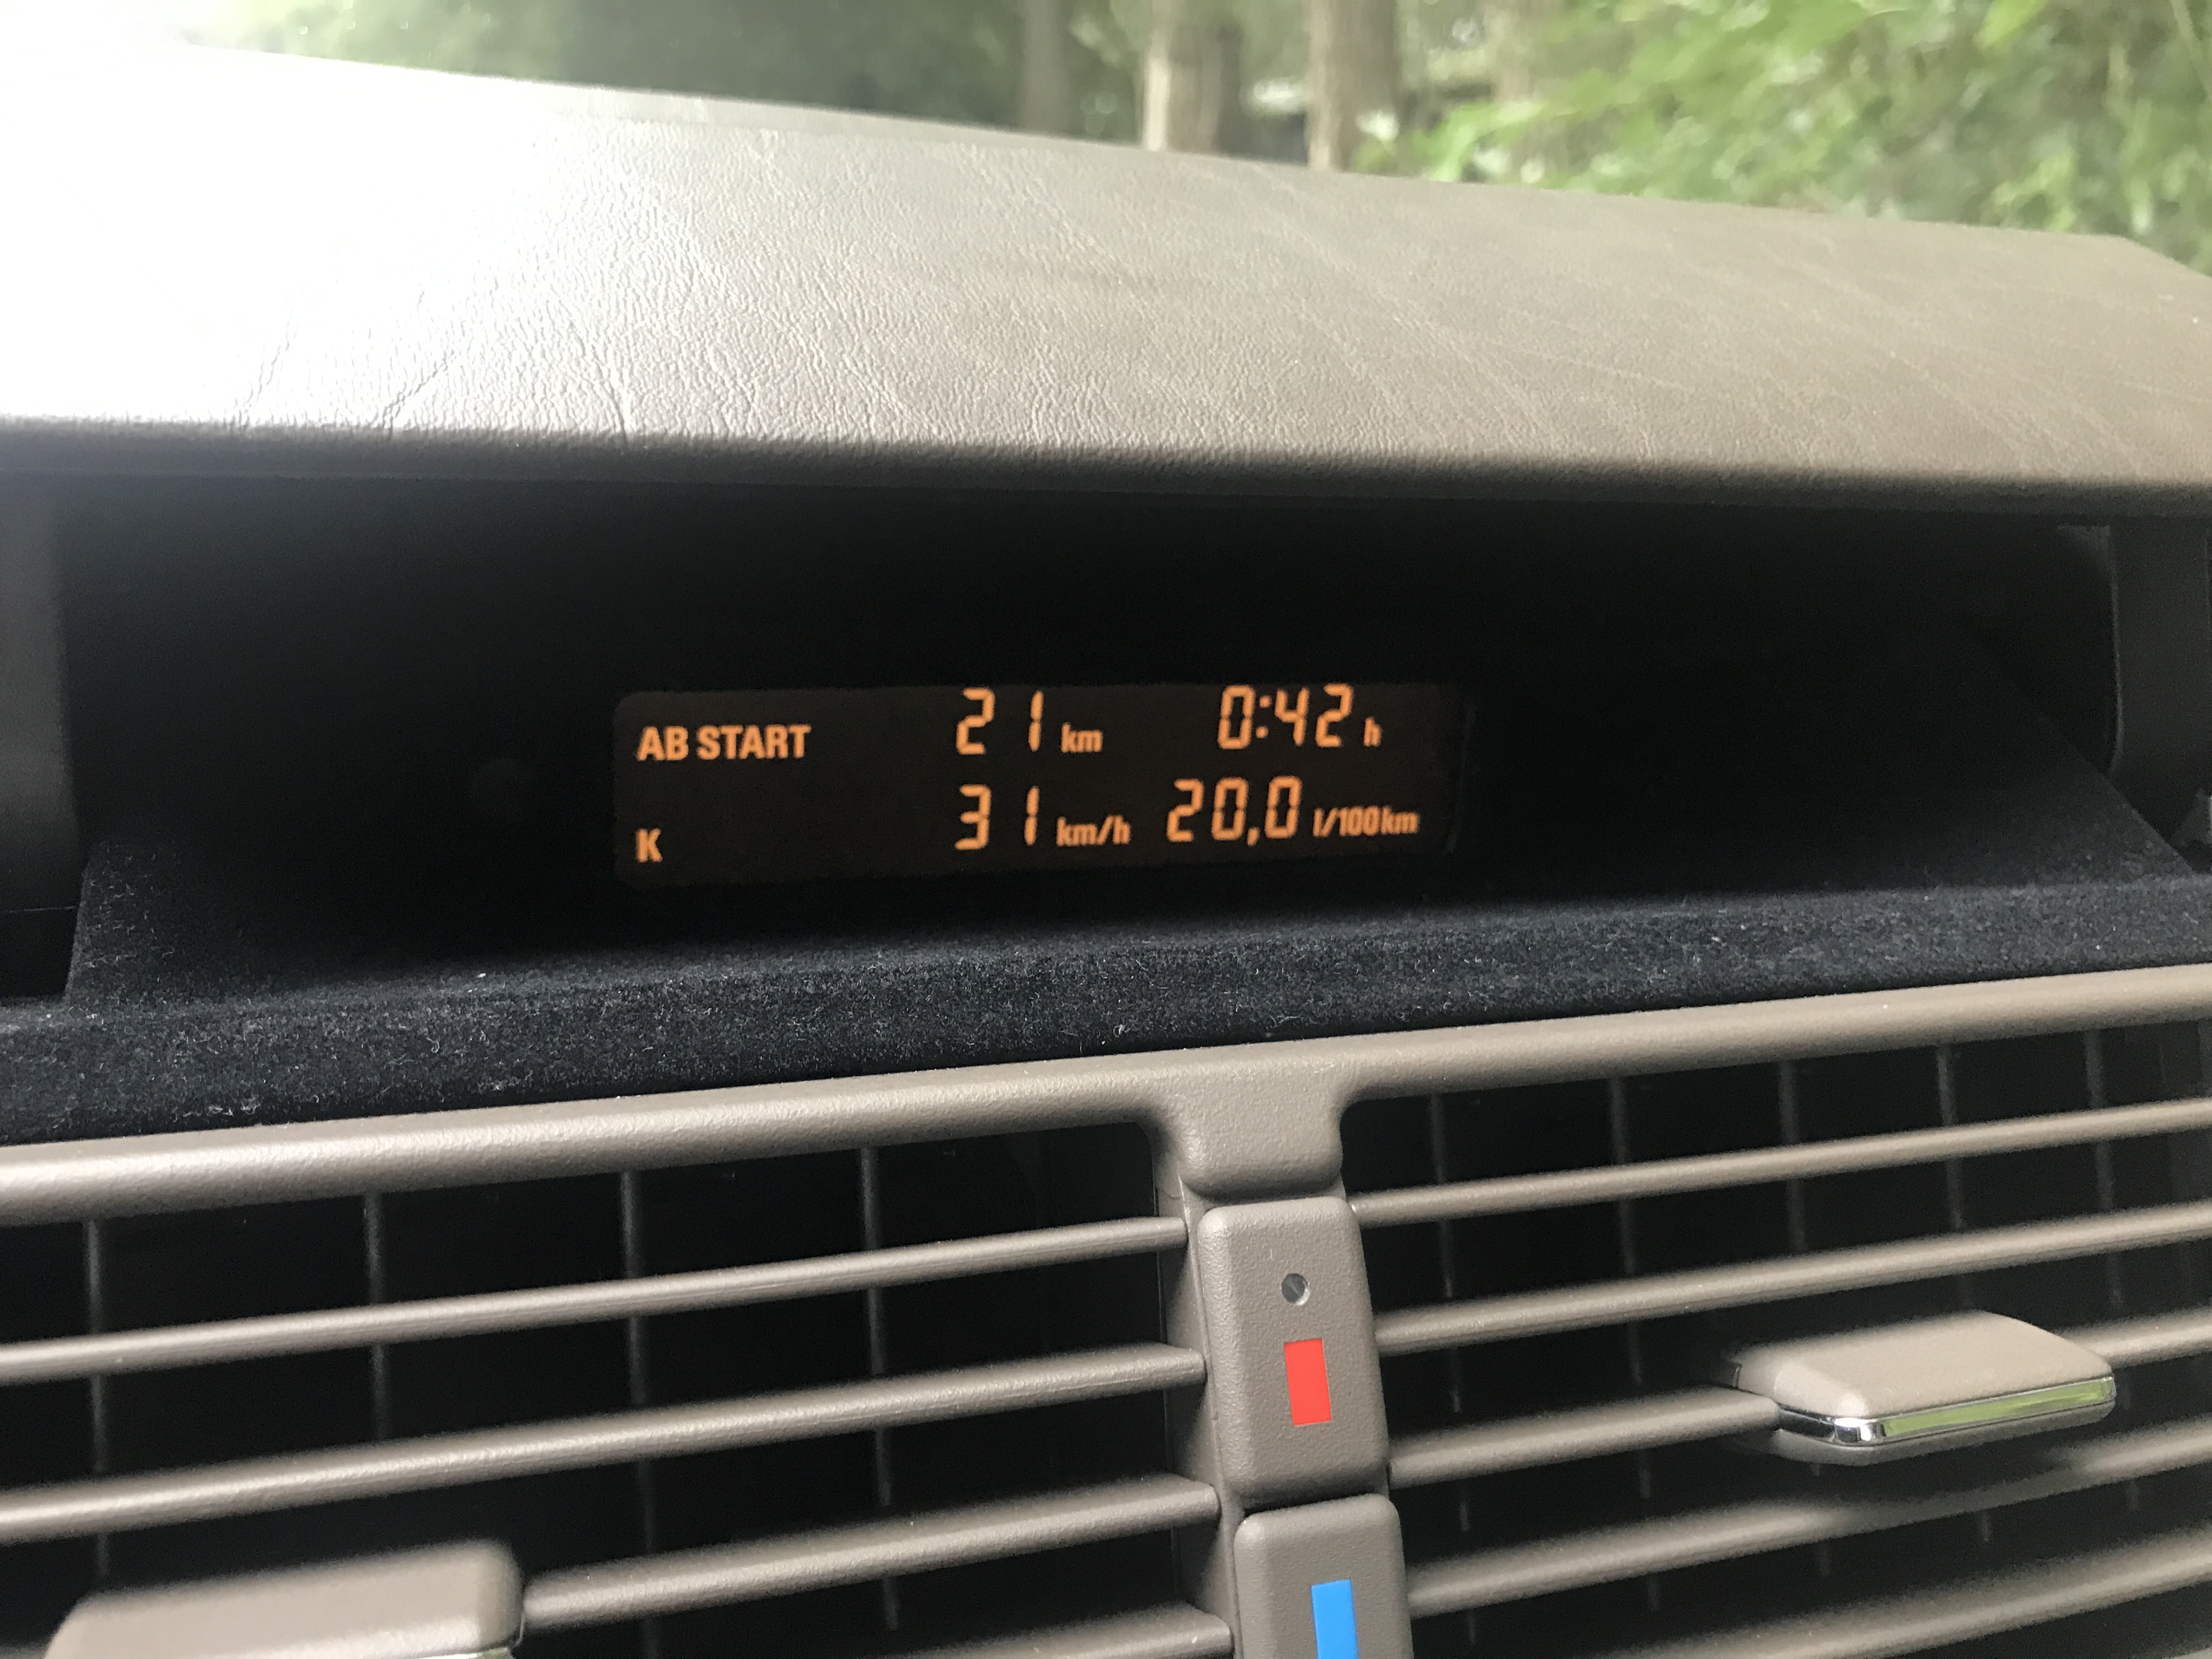 AB START 21 km 0:42 h
K 31 km/h 20,0 l/100km